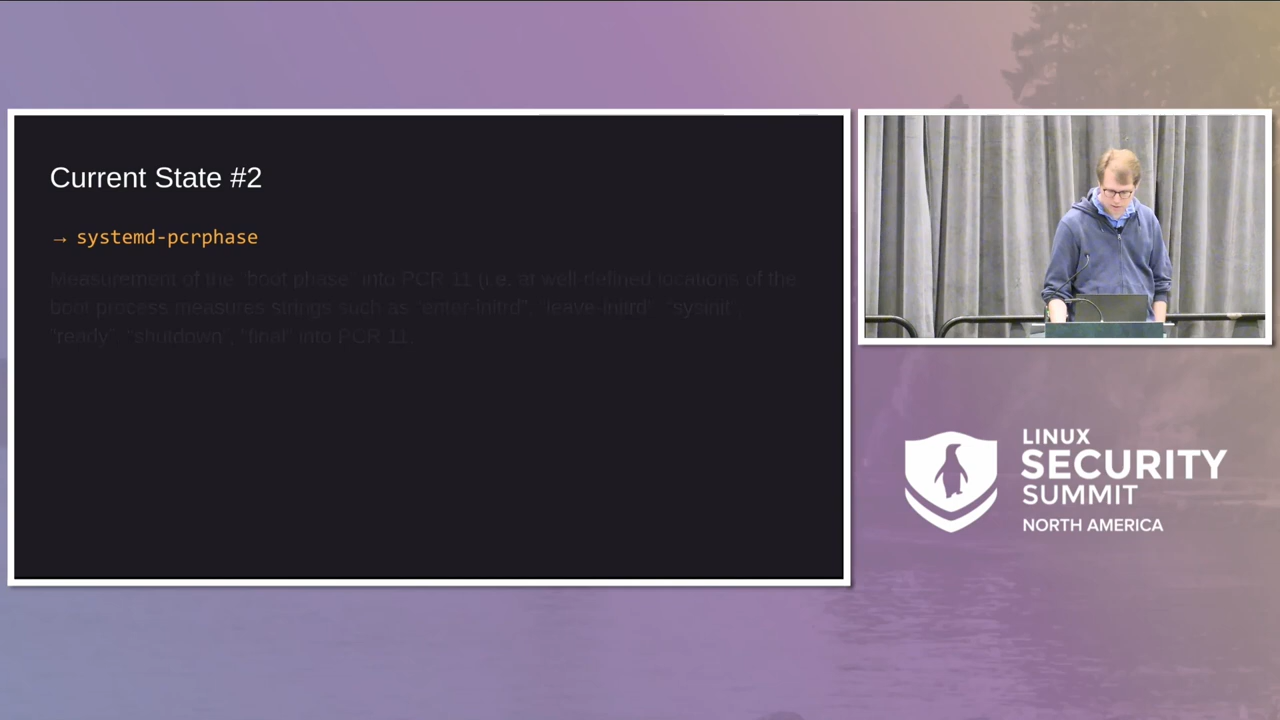 Current State #2
→ systemd-pcrphase
Measurement of the "boot phase" into PCR 11 (i.e. at well defined locations of the
boot process measures strings such as "enter-initrd", "leave-initrd", "sysinit",
"ready", "shutdown", "final" into PCR 11.
LINUX
SECURITY
SUMMIT
NORTH AMERICA